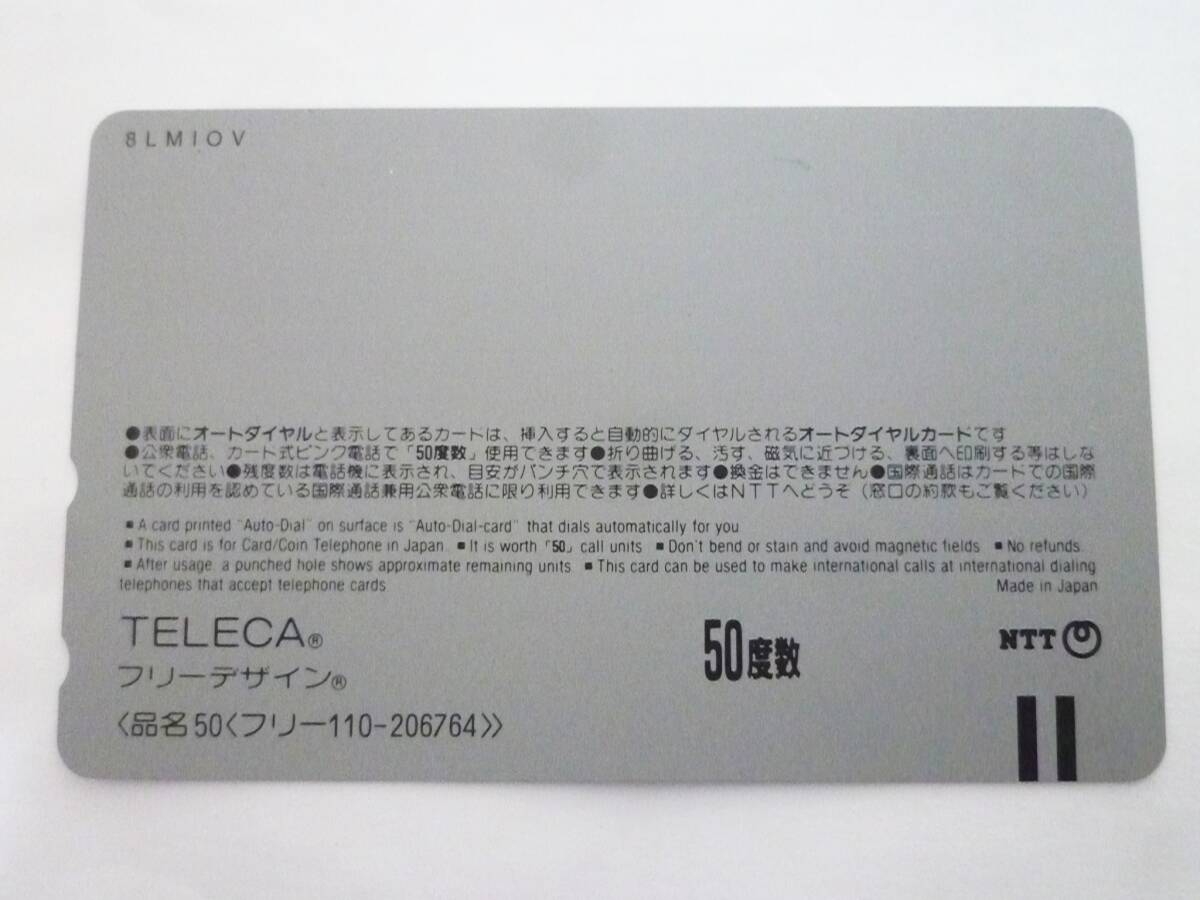 8LMIOV
●表面にオートダイヤルと表示してあるカードは、挿入すると自動的にダイヤルされるオートダイヤルカードです
●公衆電話、カード式ピンク電話で「50度数」使用できます●折り曲げる、汚す、磁気に近づける、裏面へ印刷する等はしな
いでください●残度数は電話機に表示され、目安がパンチ穴で表示されます●換金はできません●国際通話はカードでの国際
通話の利用を認めている国際通話兼用公衆電話に限り利用できます●詳しくはNTTへどうぞ（窓口の約款もご覧ください）
■A card printed "Auto-Dial" on surface is "Auto-Dial-card" that dials automatically for you
■This card is for Card/Coin Telephone in Japan. ■It is worth「50」call units ■Don't bend or stain and avoid magnetic fields ■No refunds.
■After usage, a punched hole shows approximate remaining units ■This card can be used to make international calls at international dialing
telephones that accept telephone cards Made in Japan
TELECA® 50度数 NTT
フリーデザイン®
〈品名50〈フリー110-206764〉〉